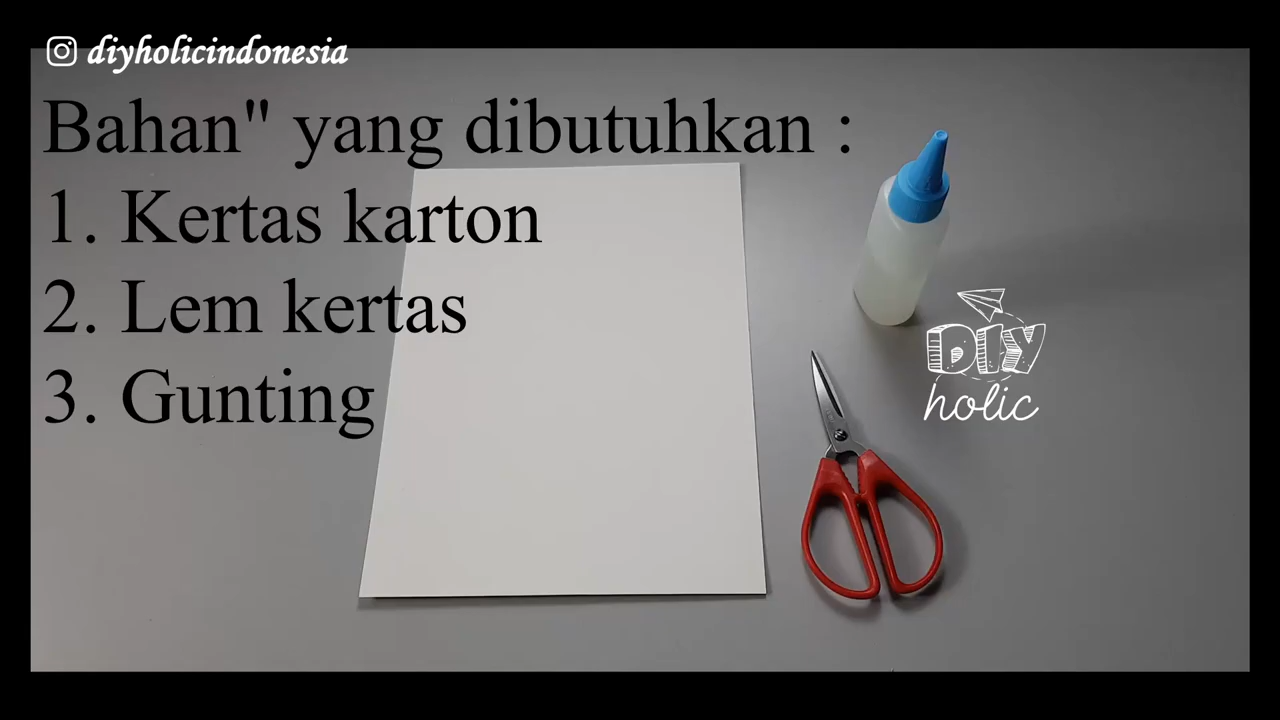 diyholicindonesia
Bahan" yang dibutuhkan :
1. Kertas karton
2. Lem kertas
3. Gunting
DIY
holic